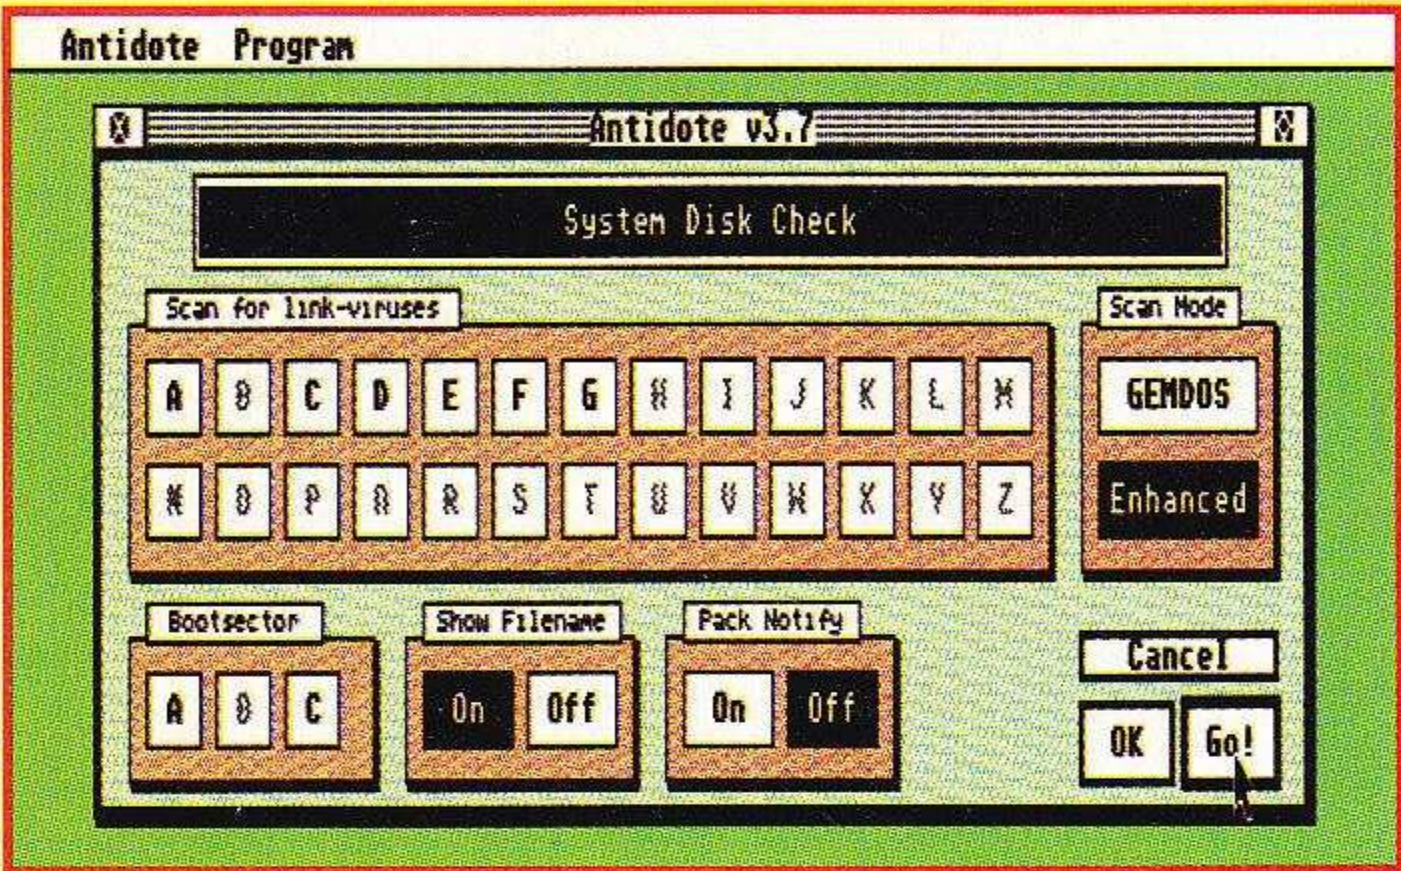 Antidote Program
Antidote v3.7
System Disk Check
Scan for link-viruses
Scan Mode
A B C D E F G H I J K L M
GEMDOS
N O P Q R S T U V W X Y Z
Enhanced
Bootsector
Show Filename
Pack Notify
A B C
On Off
On Off
Cancel
OK Go!